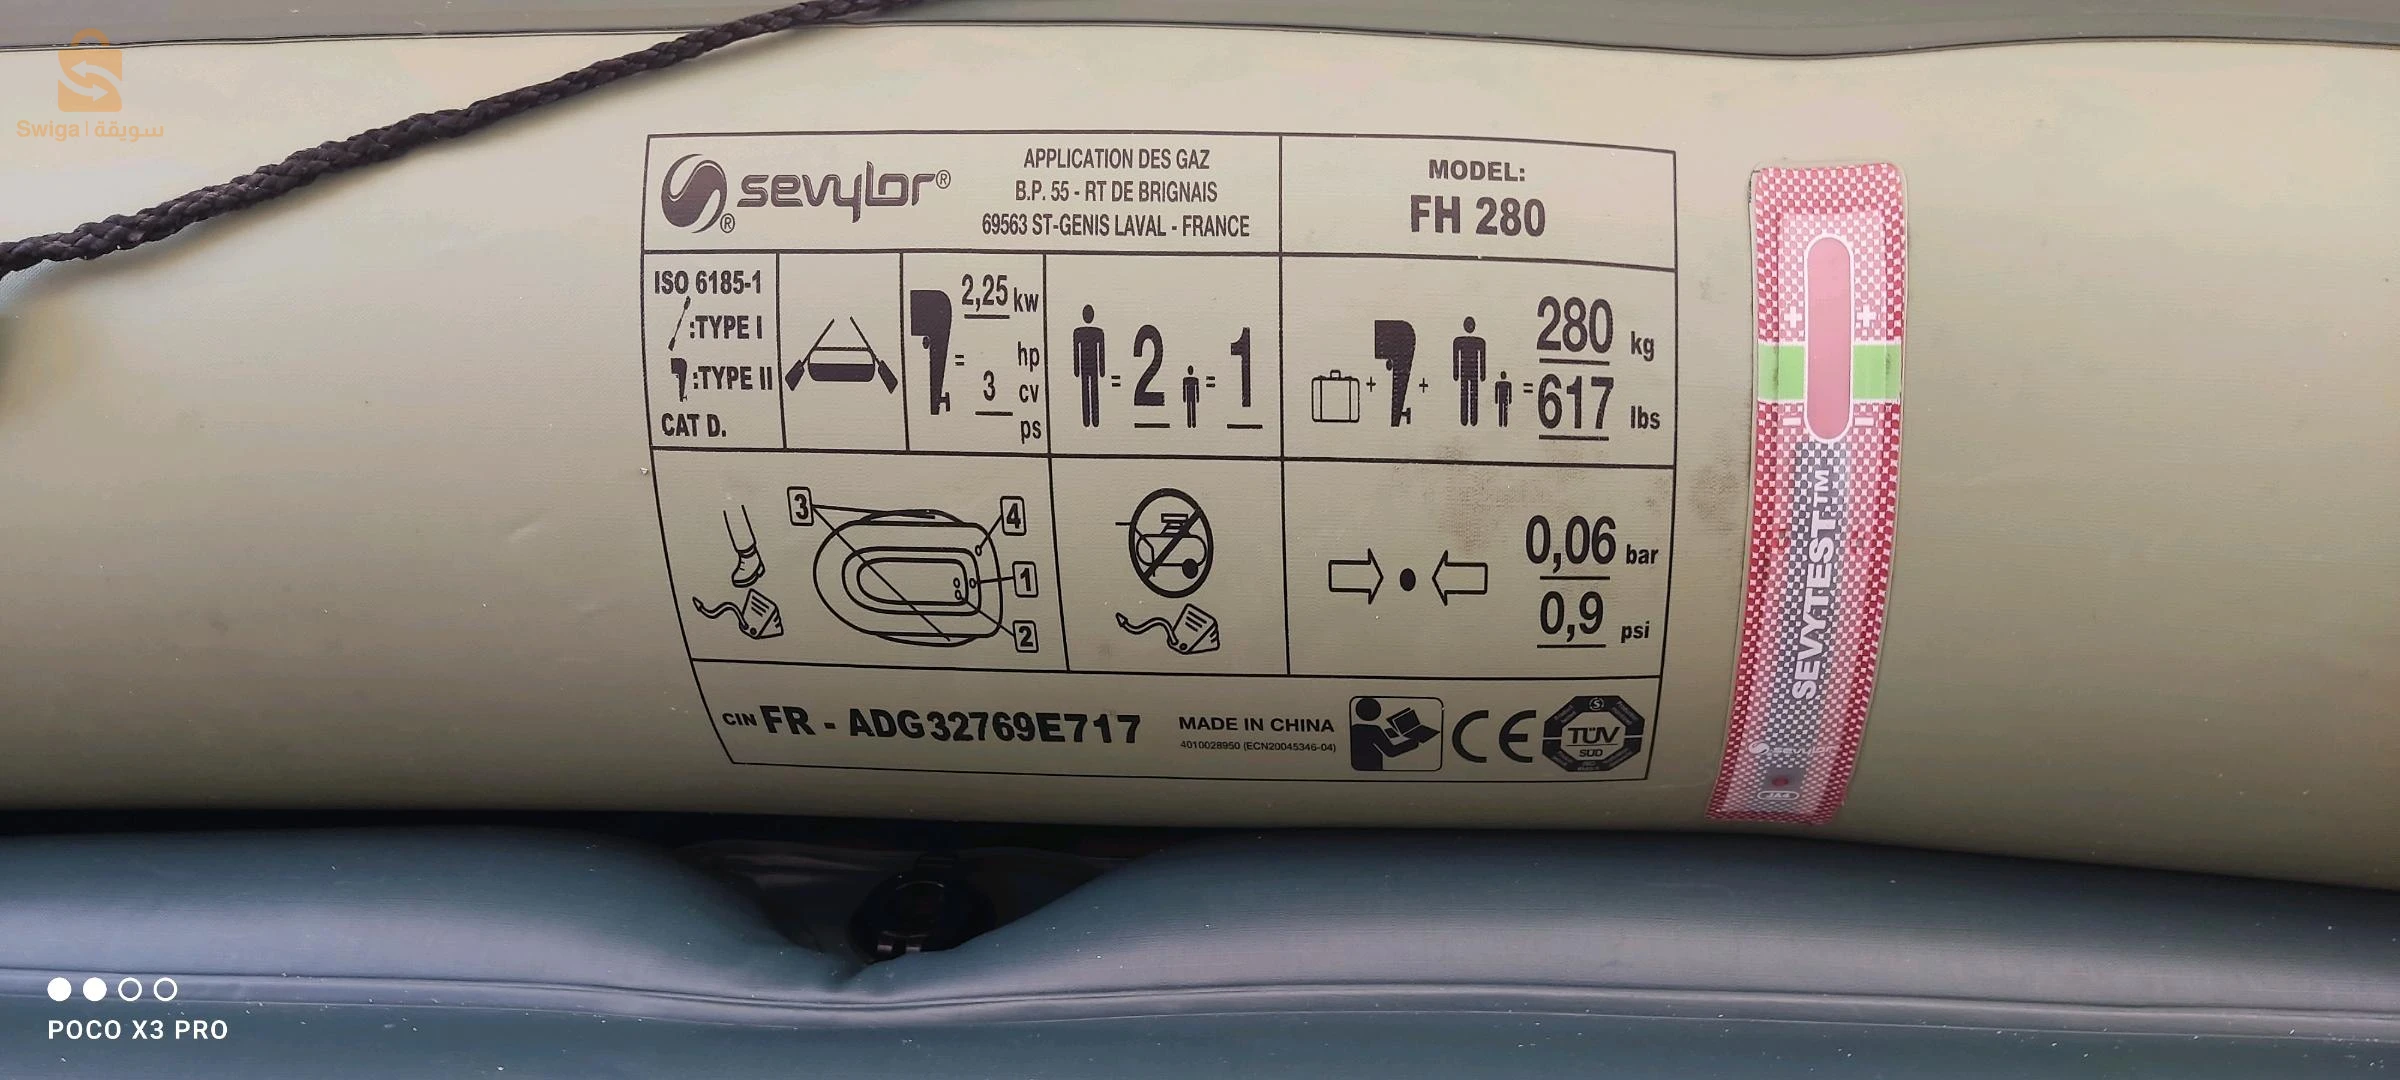 Swiga | سويقة
sevylor®
®
APPLICATION DES GAZ
B.P. 55 - RT DE BRIGNAIS
69563 ST-GENIS LAVAL - FRANCE
MODEL:
FH 280
ISO 6185-1
:TYPE I
:TYPE II
CAT D.
2,25 kw
=
hp
3 cv
ps
= 2 = 1
+ + = 280 kg
617 lbs
3
4
1
2
0,06 bar
0,9 psi
CIN FR - ADG32769E717
MADE IN CHINA
4010028950 (ECN20045346-04)
CE
TÜV
SÜD
+ +
SEVYTEST™
sevylor
POCO X3 PRO